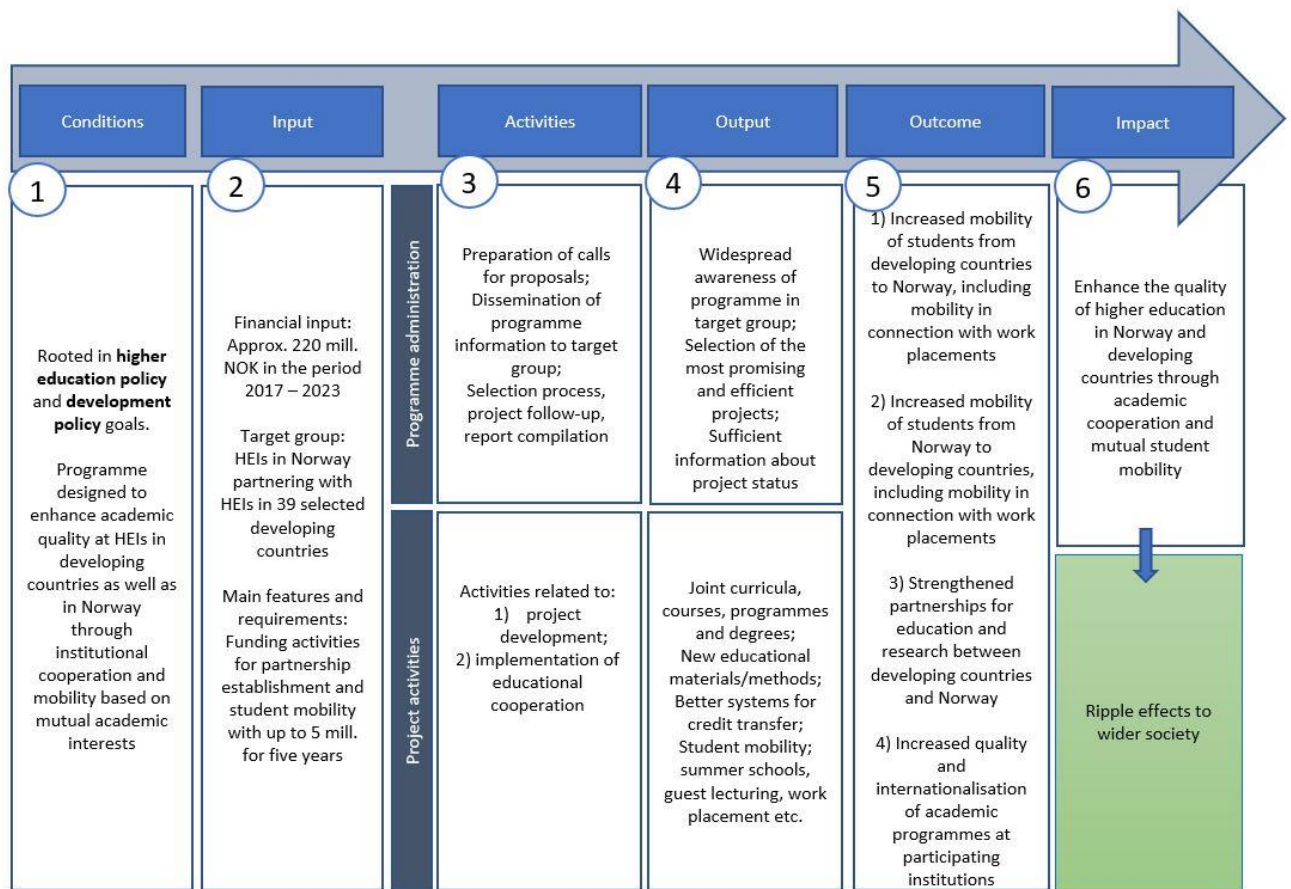 Conditions
Input
Activities
Output
Outcome
Impact
1
Rooted in higher
education policy
and development
policy goals.
Programme
designed to
enhance academic
quality at HEIs in
developing
countries as well as
in Norway
through
institutional
cooperation and
mobility based on
mutual academic
interests
2
Financial input:
Approx. 220 mill.
NOK in the period
2017 – 2023
Target group:
HEIs in Norway
partnering with
HEIs in 39 selected
developing
countries
Main features and
requirements:
Funding activities
for partnership
establishment and
student mobility
with up to 5 mill.
for five years
Programme administration
3
Preparation of calls
for proposals;
Dissemination of
programme
information to target
group;
Selection process,
project follow-up,
report compilation
4
Widespread
awareness of
programme in
target group;
Selection of the
most promising
and efficient
projects;
Sufficient
information about
project status
Project activities
Activities related to:
1) project
development;
2) implementation of
educational
cooperation
Joint curricula,
courses, programmes
and degrees;
New educational
materials/methods;
Better systems for
credit transfer;
Student mobility;
summer schools,
guest lecturing, work
placement etc.
5
1) Increased mobility
of students from
developing countries
to Norway, including
mobility in
connection with work
placements
2) Increased mobility
of students from
Norway to
developing countries,
including mobility in
connection with work
placements
3) Strengthened
partnerships for
education and
research between
developing countries
and Norway
4) Increased quality
and
internationalisation
of academic
programmes at
participating
institutions
6
Enhance the quality
of higher education
in Norway and
developing
countries through
academic
cooperation and
mutual student
mobility
Ripple effects to
wider society